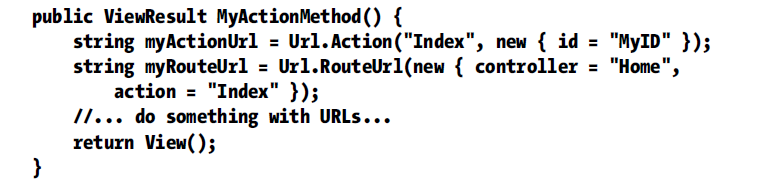 public ViewResult MyActionMethod() {
    string myActionUrl = Url.Action("Index", new { id = "MyID" });
    string myRouteUrl = Url.RouteUrl(new { controller = "Home",
        action = "Index" });
    //... do something with URLs...
    return View();
}